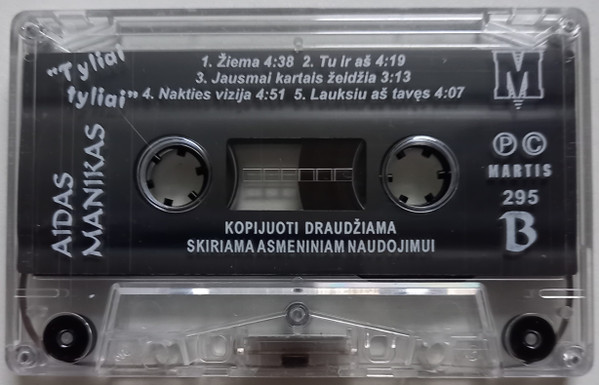 "Tyliai
tyliai"
AIDAS
MANIKAS
1. Žiema 4:38 2. Tu ir aš 4:19
3. Jausmai kartais želdžia 3:13
4. Nakties vizija 4:51 5. Lauksiu aš tavęs 4:07
M
P C
MARTIS
295
B
KOPIJUOTI DRAUDŽIAMA
SKIRIAMA ASMENINIAM NAUDOJIMUI